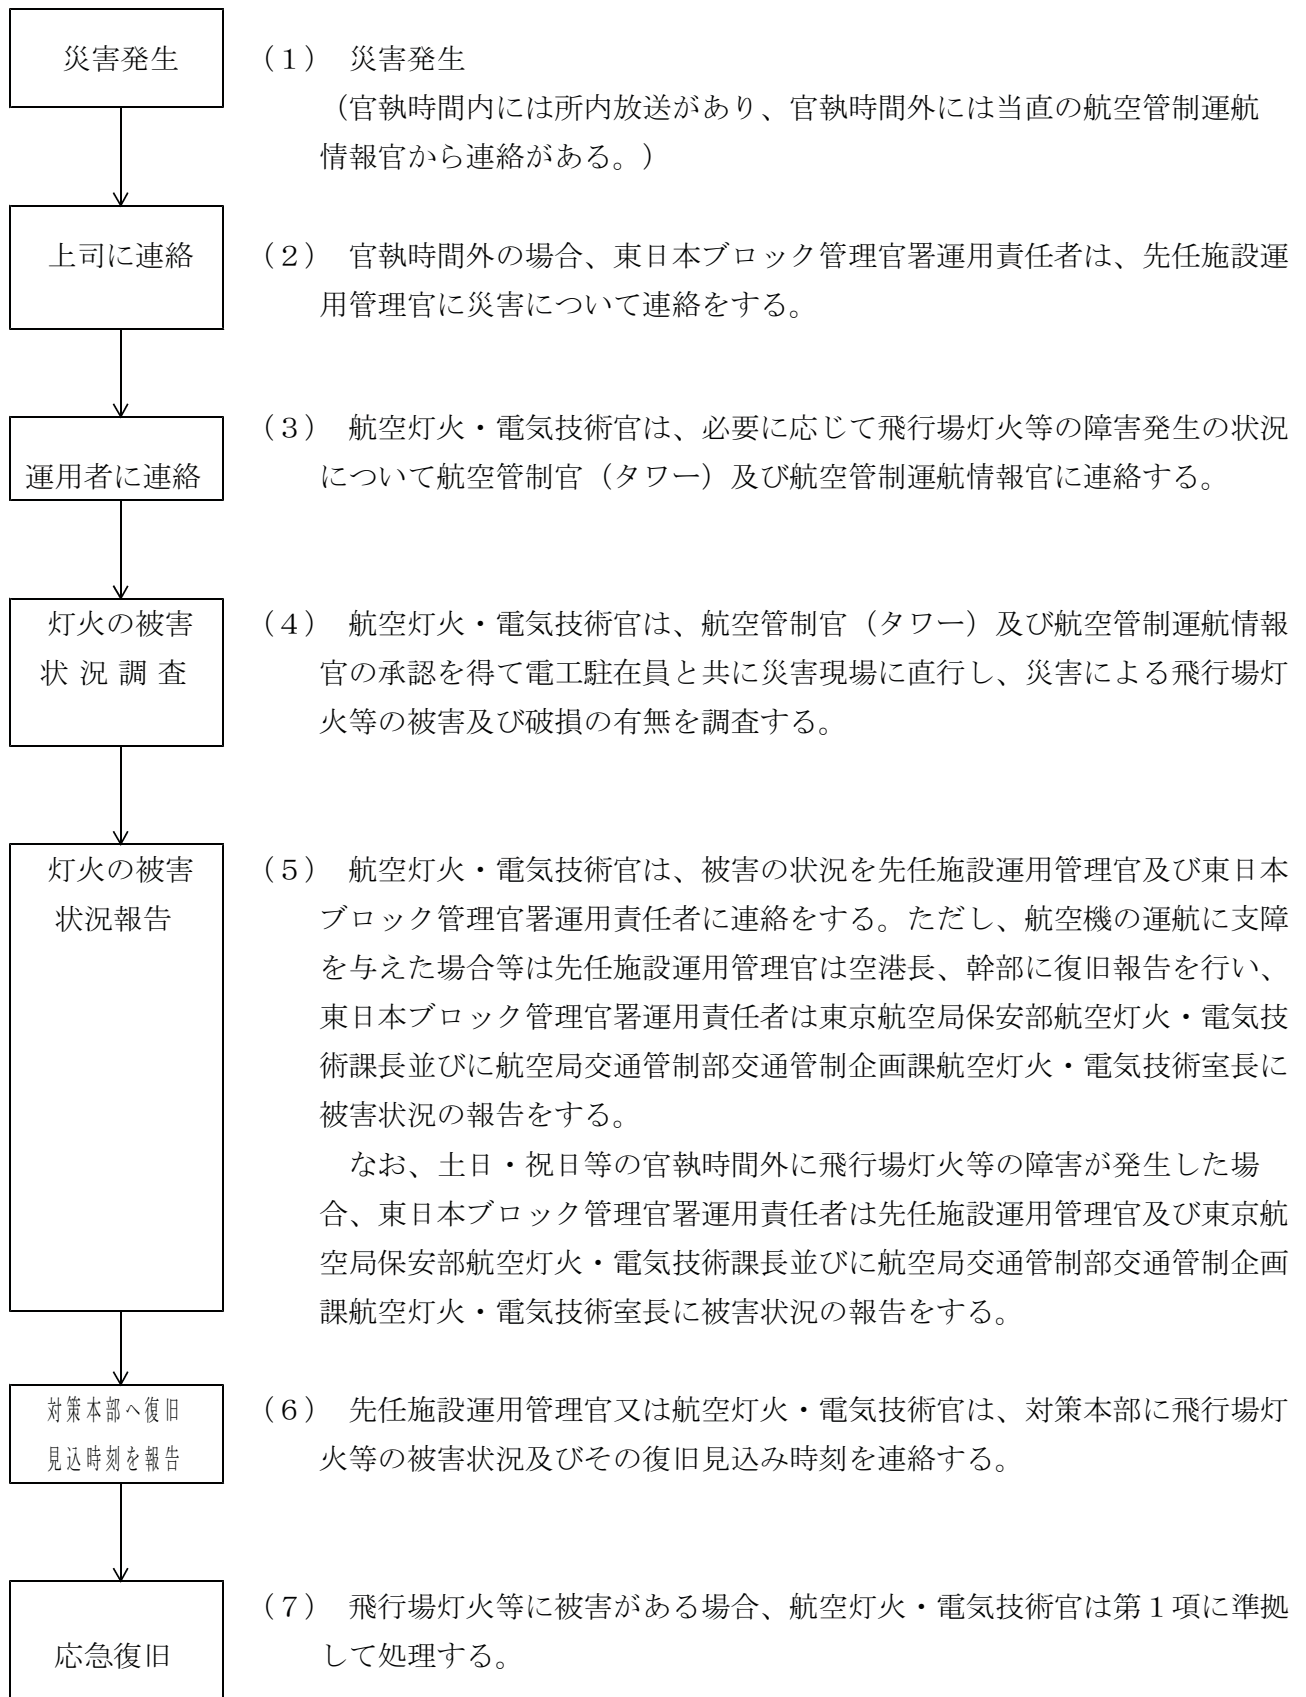 災害発生
（１） 災害発生
（官執時間内には所内放送があり、官執時間外には当直の航空管制運航
情報官から連絡がある。）
上司に連絡
（２） 官執時間外の場合、東日本ブロック管理官署運用責任者は、先任施設運
用管理官に災害について連絡をする。
運用者に連絡
（３） 航空灯火・電気技術官は、必要に応じて飛行場灯火等の障害発生の状況
について航空管制官（タワー）及び航空管制運航情報官に連絡する。
灯火の被害
状況調査
（４） 航空灯火・電気技術官は、航空管制官（タワー）及び航空管制運航情報
官の承認を得て電工駐在員と共に災害現場に直行し、災害による飛行場灯
火等の被害及び破損の有無を調査する。
灯火の被害
状況報告
（５） 航空灯火・電気技術官は、被害の状況を先任施設運用管理官及び東日本
ブロック管理官署運用責任者に連絡をする。ただし、航空機の運航に支障
を与えた場合等は先任施設運用管理官は空港長、幹部に復旧報告を行い、
東日本ブロック管理官署運用責任者は東京航空局保安部航空灯火・電気技
術課長並びに航空局交通管制部交通管制企画課航空灯火・電気技術室長に
被害状況の報告をする。
なお、土日・祝日等の官執時間外に飛行場灯火等の障害が発生した場
合、東日本ブロック管理官署運用責任者は先任施設運用管理官及び東京航
空局保安部航空灯火・電気技術課長並びに航空局交通管制部交通管制企画
課航空灯火・電気技術室長に被害状況の報告をする。
対策本部へ復旧
見込時刻を報告
（６） 先任施設運用管理官又は航空灯火・電気技術官は、対策本部に飛行場灯
火等の被害状況及びその復旧見込み時刻を連絡する。
応急復旧
（７） 飛行場灯火等に被害がある場合、航空灯火・電気技術官は第１項に準拠
して処理する。